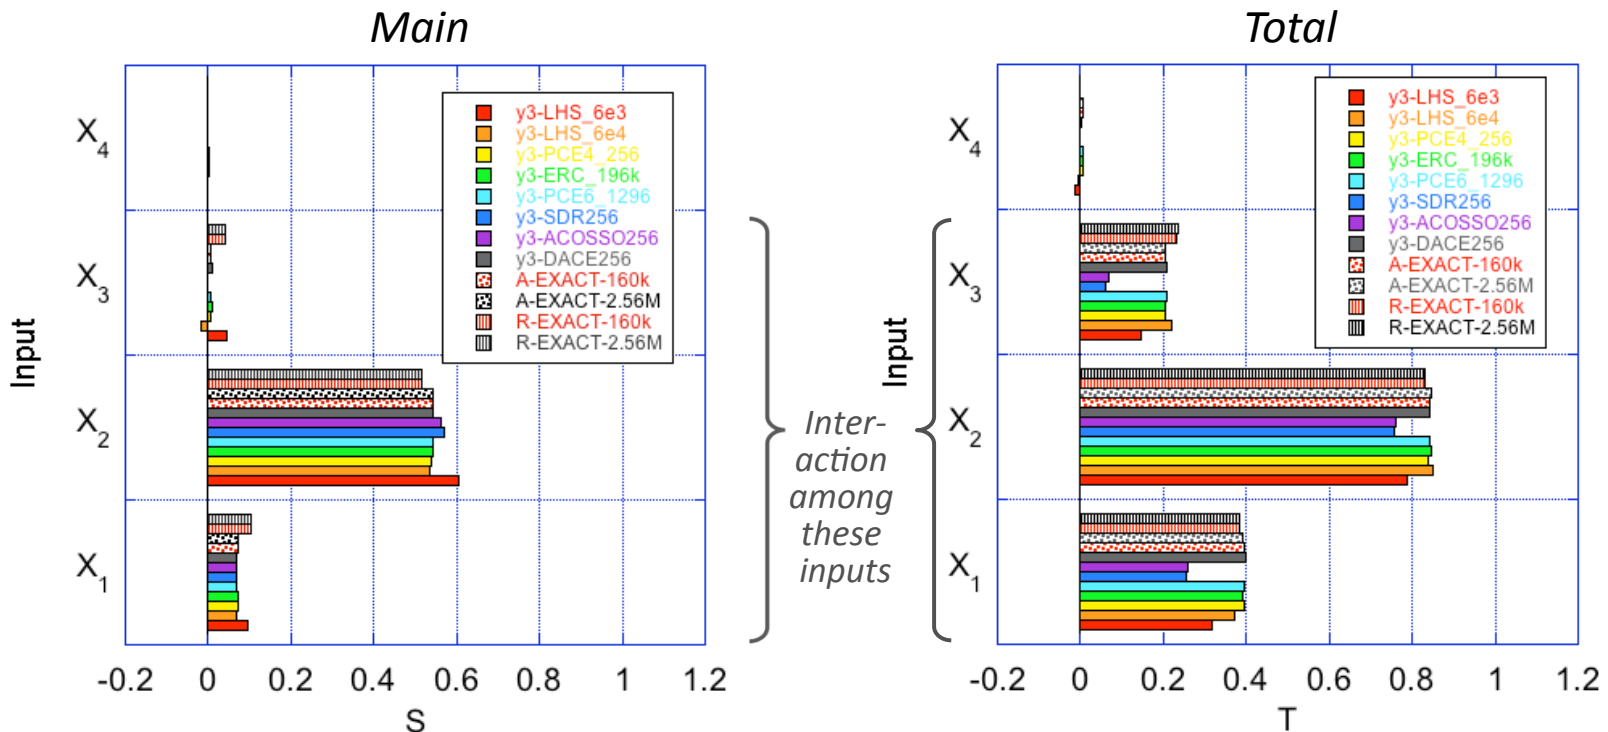 Main
Total
y3-LHS_6e3
y3-LHS_6e4
y3-PCE4_256
y3-ERC_196k
y3-PCE6_1296
y3-SDR256
y3-ACOSSO256
y3-DACE256
A-EXACT-160k
A-EXACT-2.56M
R-EXACT-160k
R-EXACT-2.56M
X4
X3
X2
X1
Input
-0.2 0 0.2 0.4 0.6 0.8 1 1.2
S
Inter-
action
among
these
inputs
y3-LHS_6e3
y3-LHS_6e4
y3-PCE4_256
y3-ERC_196k
y3-PCE6_1296
y3-SDR256
y3-ACOSSO256
y3-DACE256
A-EXACT-160k
A-EXACT-2.56M
R-EXACT-160k
R-EXACT-2.56M
X4
X3
X2
X1
Input
-0.2 0 0.2 0.4 0.6 0.8 1 1.2
T